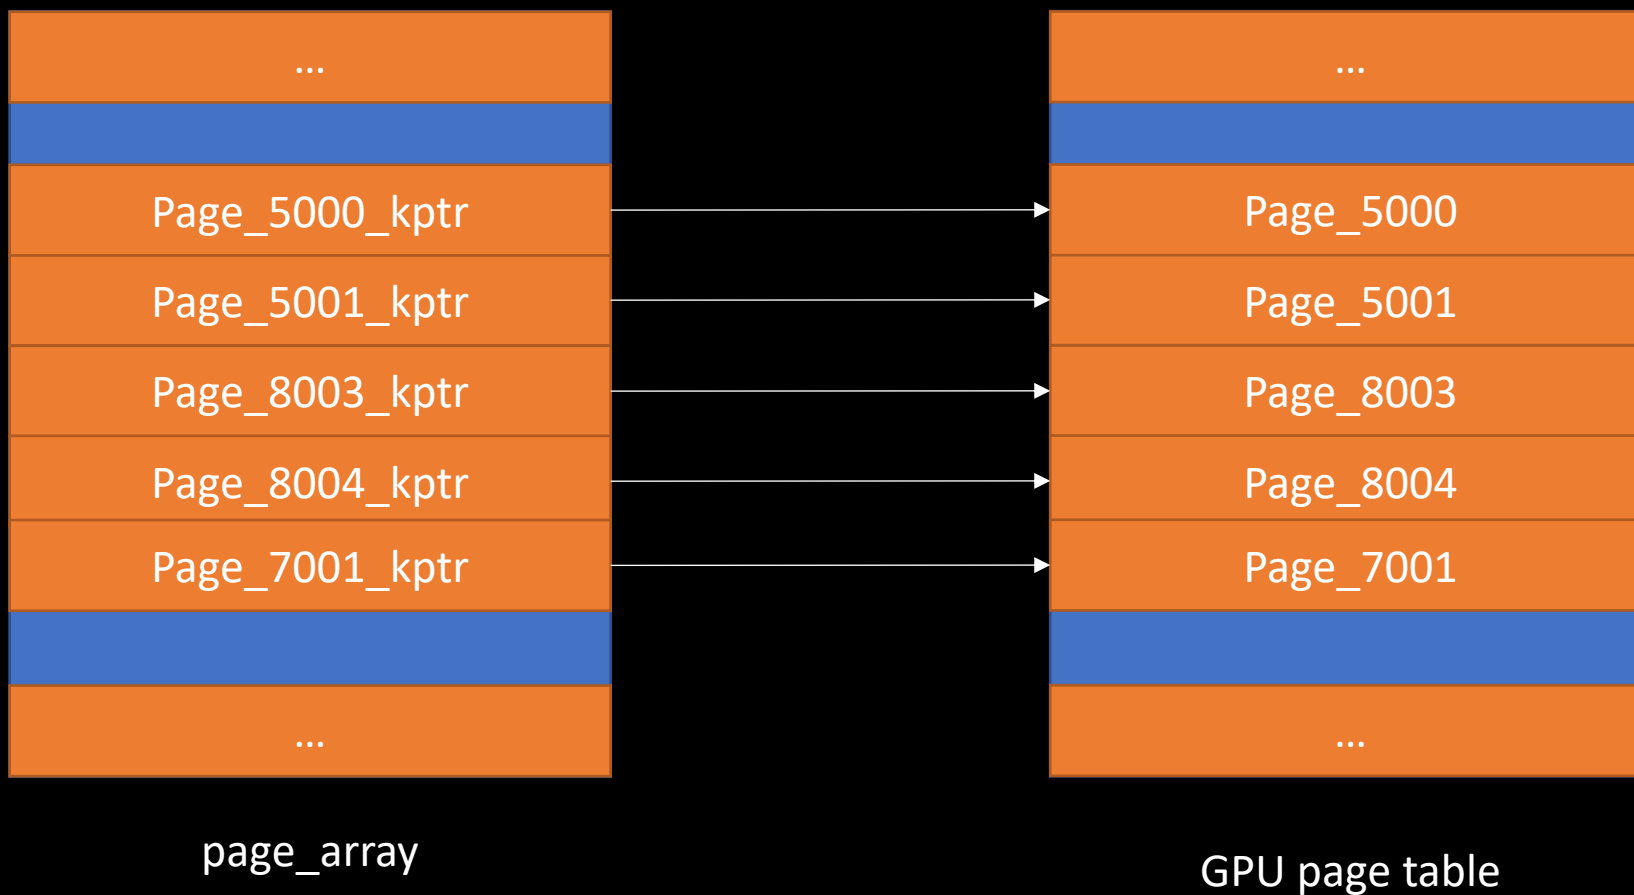 ...
Page_5000_kptr
Page_5001_kptr
Page_8003_kptr
Page_8004_kptr
Page_7001_kptr
...
page_array
...
Page_5000
Page_5001
Page_8003
Page_8004
Page_7001
...
GPU page table